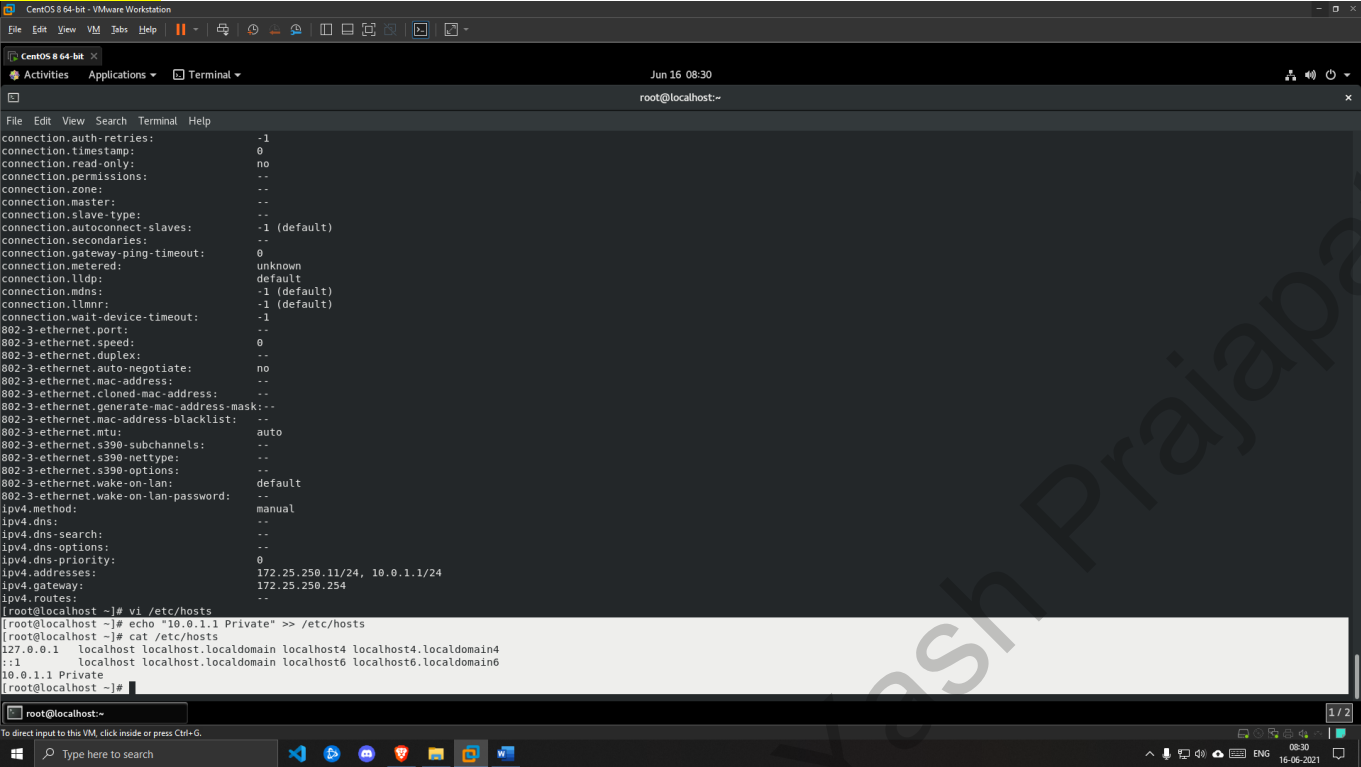 CentOS 8 64-bit - VMware Workstation
File Edit View VM Tabs Help
CentOS 8 64-bit
Activities Applications Terminal Jun 16 08:30
root@localhost:~
File Edit View Search Terminal Help
connection.auth-retries: -1
connection.timestamp: 0
connection.read-only: no
connection.permissions: --
connection.zone: --
connection.master: --
connection.slave-type: --
connection.autoconnect-slaves: -1 (default)
connection.secondaries: --
connection.gateway-ping-timeout: 0
connection.metered: unknown
connection.lldp: default
connection.mdns: -1 (default)
connection.llmnr: -1 (default)
connection.wait-device-timeout: -1
802-3-ethernet.port: --
802-3-ethernet.speed: 0
802-3-ethernet.duplex: --
802-3-ethernet.auto-negotiate: no
802-3-ethernet.mac-address: --
802-3-ethernet.cloned-mac-address: --
802-3-ethernet.generate-mac-address-mask:--
802-3-ethernet.mac-address-blacklist: --
802-3-ethernet.mtu: auto
802-3-ethernet.s390-subchannels: --
802-3-ethernet.s390-nettype: --
802-3-ethernet.s390-options: --
802-3-ethernet.wake-on-lan: default
802-3-ethernet.wake-on-lan-password: --
ipv4.method: manual
ipv4.dns: --
ipv4.dns-search: --
ipv4.dns-options: --
ipv4.dns-priority: 0
ipv4.addresses: 172.25.250.11/24, 10.0.1.1/24
ipv4.gateway: 172.25.250.254
ipv4.routes: --
[root@localhost ~]# vi /etc/hosts
[root@localhost ~]# echo "10.0.1.1 Private" >> /etc/hosts
[root@localhost ~]# cat /etc/hosts
127.0.0.1 localhost localhost.localdomain localhost4 localhost4.localdomain4
::1 localhost localhost.localdomain localhost6 localhost6.localdomain6
10.0.1.1 Private
[root@localhost ~]#
root@localhost:~ 1 / 2
To direct input to this VM, click inside or press Ctrl+G.
Type here to search ENG 08:30
16-06-2021